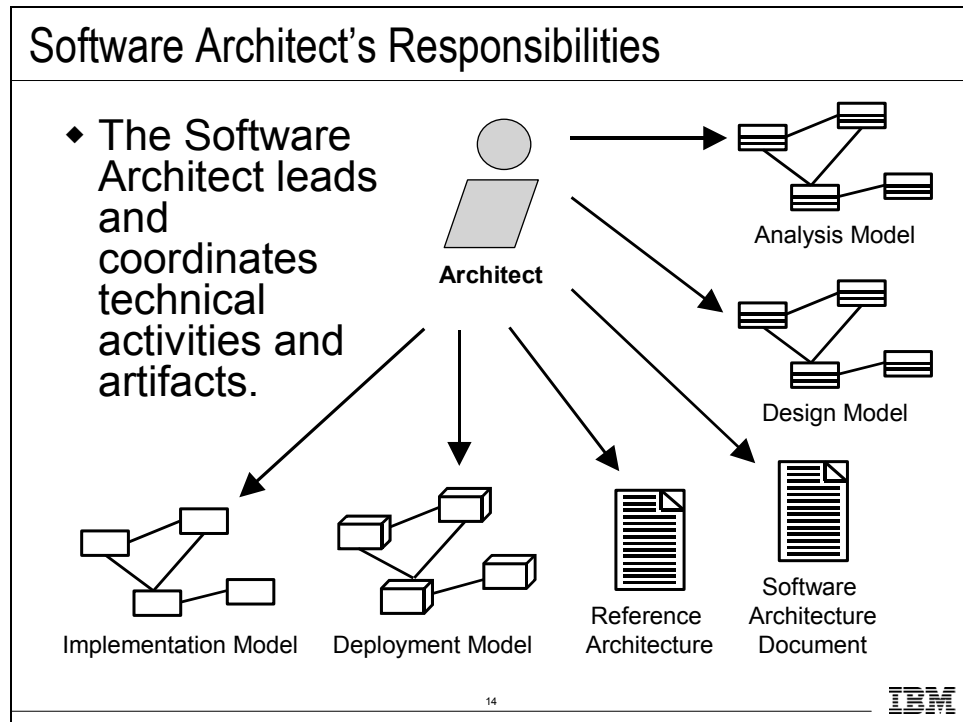 Software Architect’s Responsibilities
◆ The Software
Architect leads
and
coordinates
technical
activities and
artifacts.
Architect
Analysis Model
Design Model
Implementation Model
Deployment Model
Reference
Architecture
Software
Architecture
Document
14
IBM